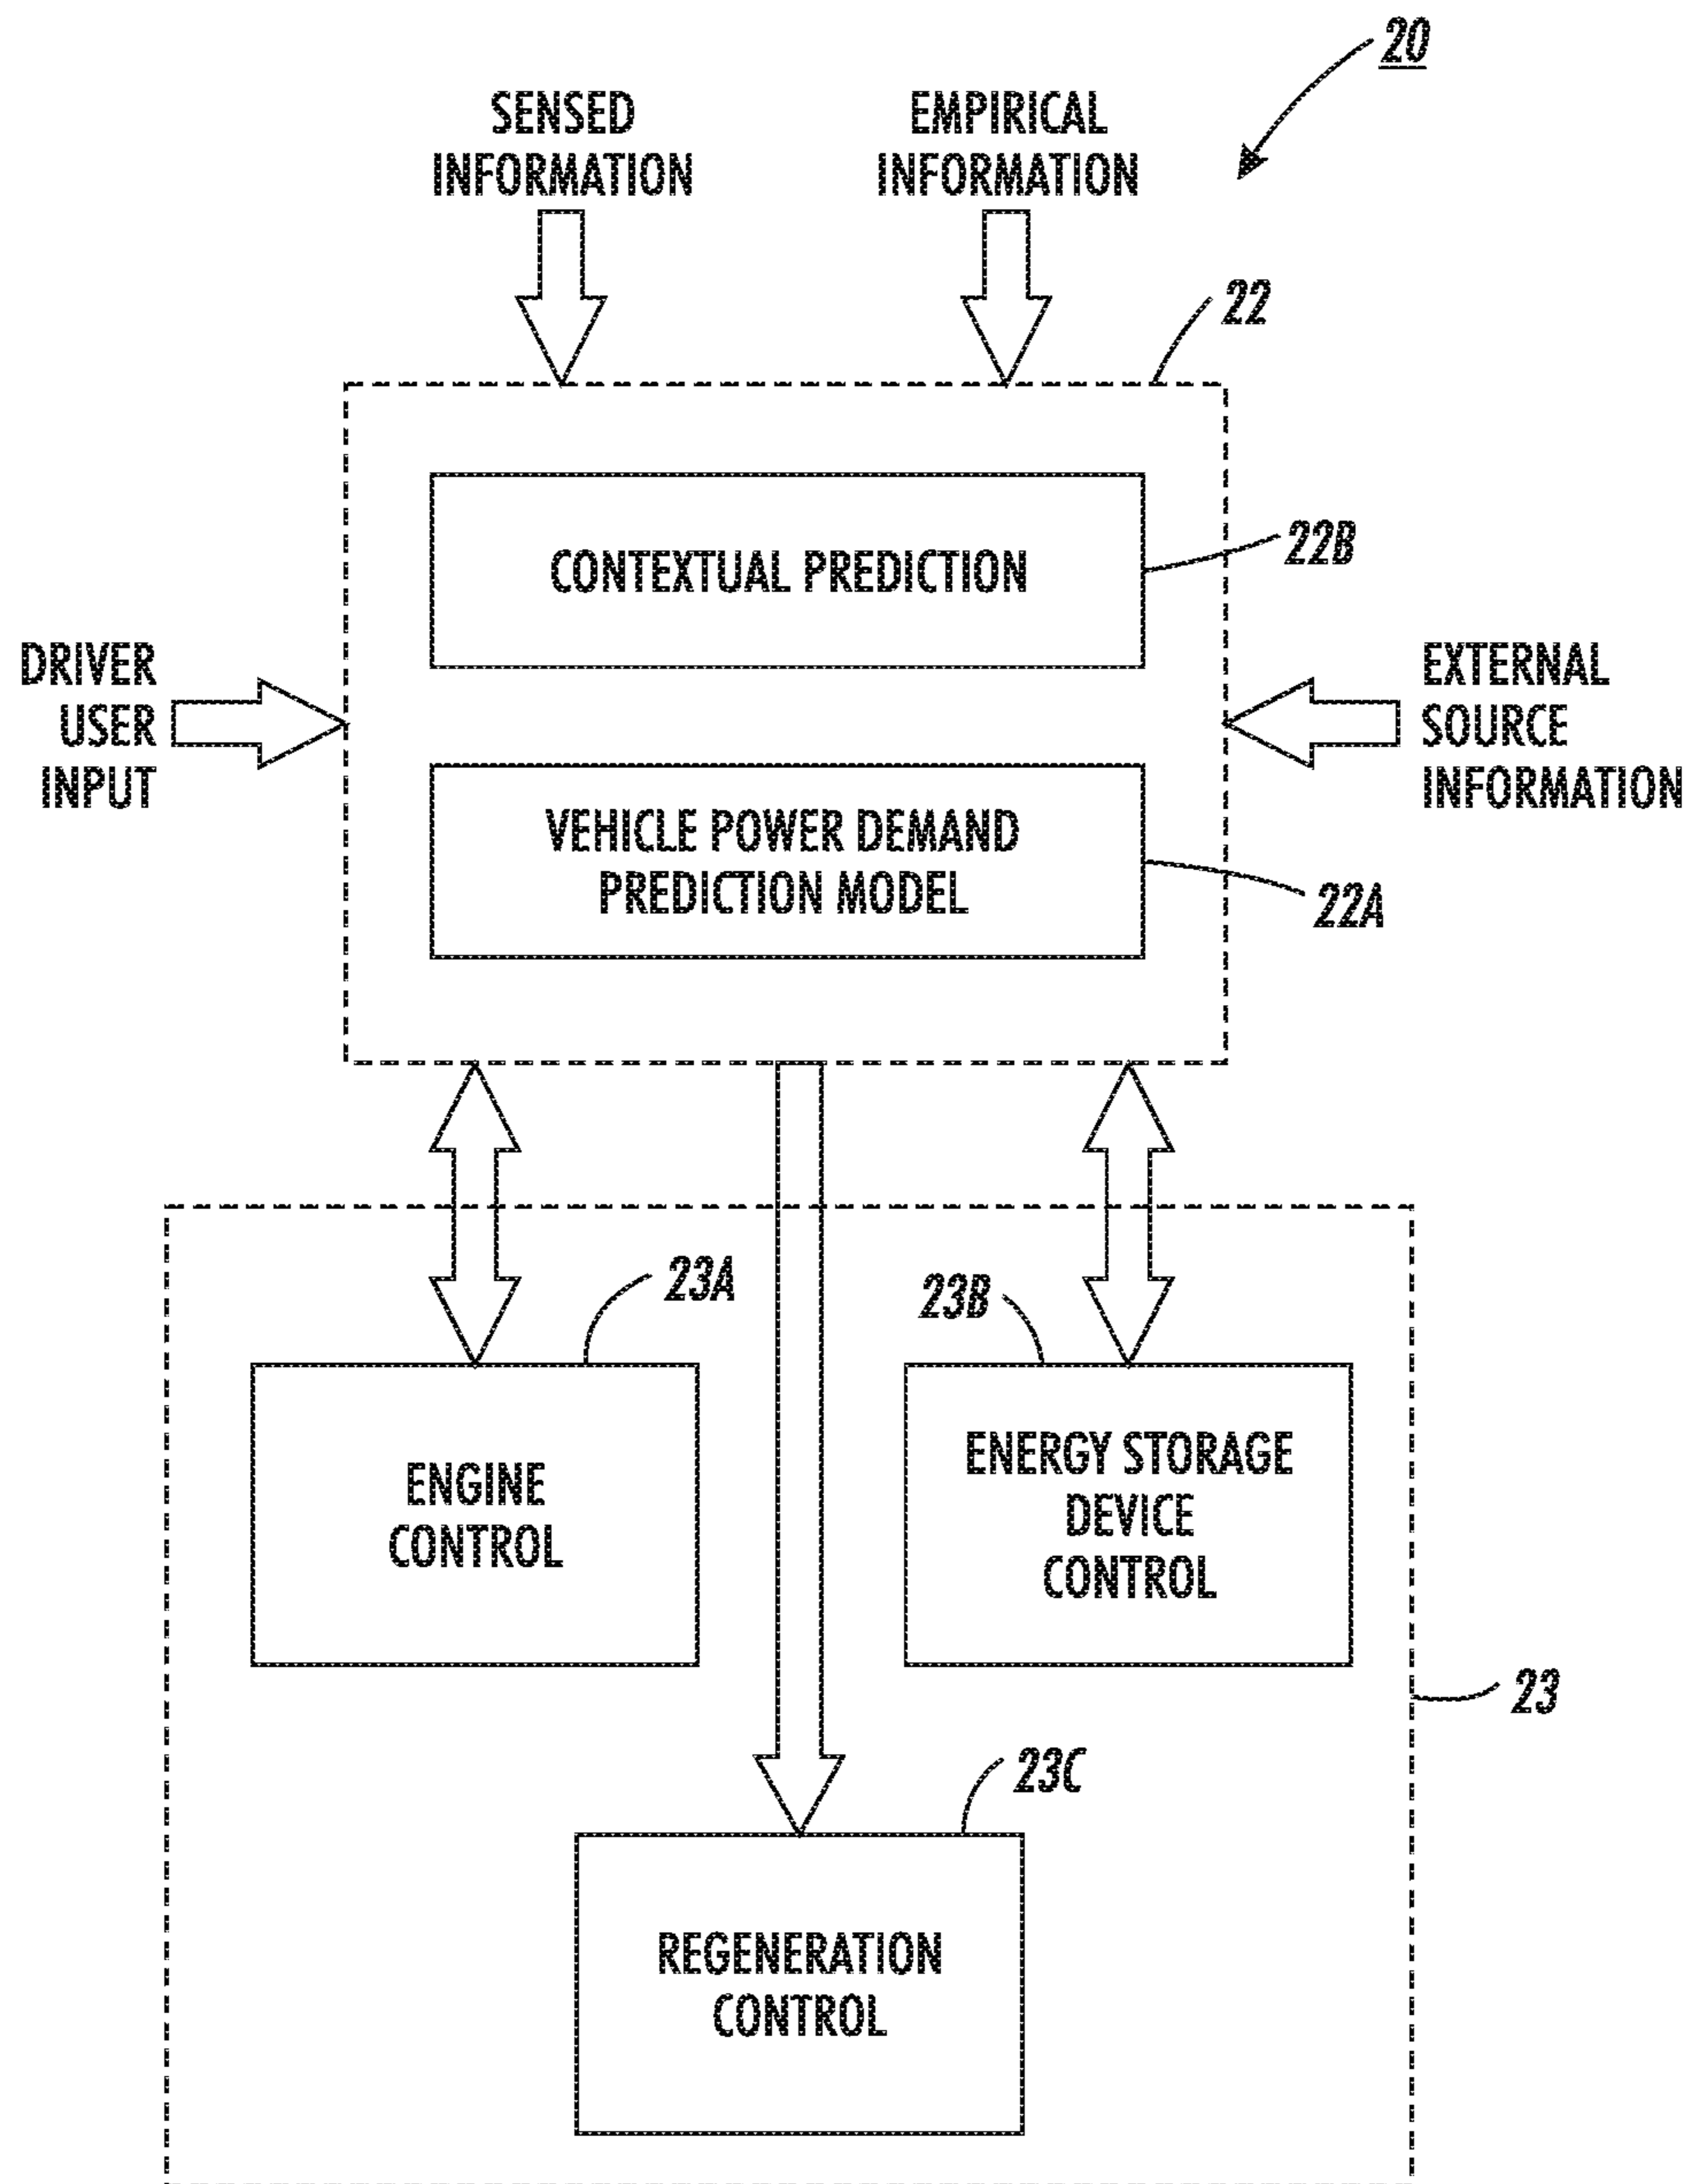 20
SENSED
INFORMATION
EMPIRICAL
INFORMATION
22
CONTEXTUAL PREDICTION
22B
DRIVER
USER
INPUT
EXTERNAL
SOURCE
INFORMATION
VEHICLE POWER DEMAND
PREDICTION MODEL
22A
23A
23B
ENGINE
CONTROL
ENERGY STORAGE
DEVICE
CONTROL
23
23C
REGENERATION
CONTROL